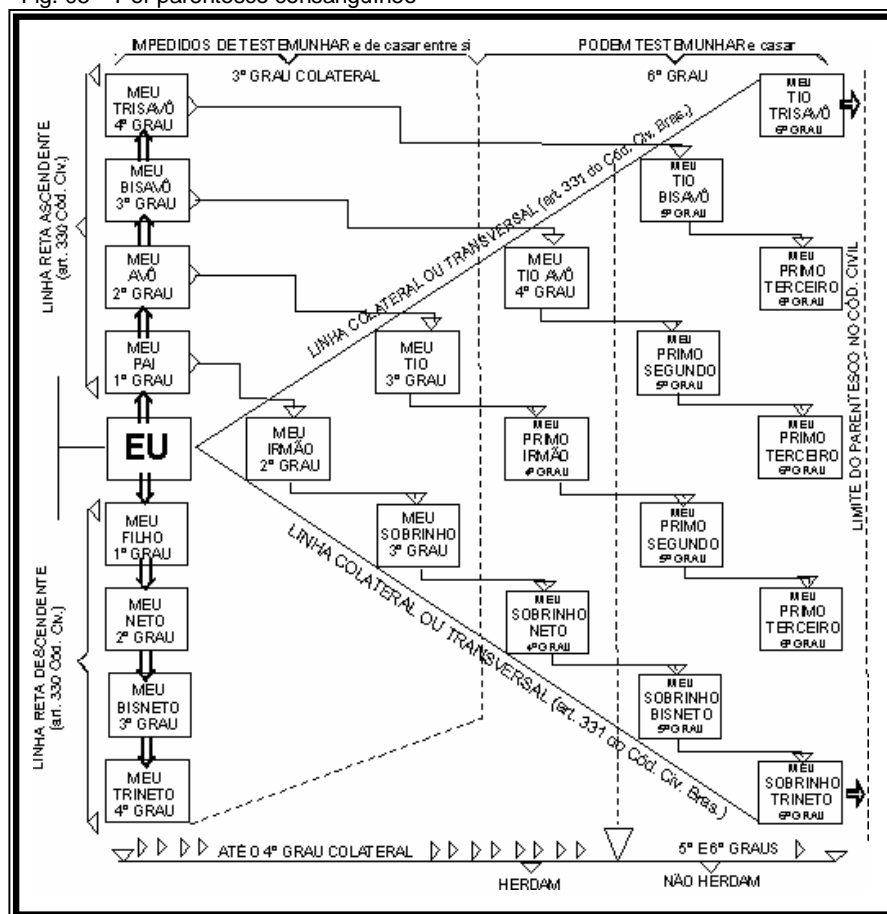 Fig. 03 – Por parentesco consangüíneo
IMPEDIDOS DE TESTEMUNHAR e de casar entre si
PODEM TESTEMUNHAR e casar
3º GRAU COLATERAL
6º GRAU
LINHA RETA ASCENDENTE
(art. 330 Cód. Civ.)
MEU
TRISAVÔ
4º GRAU
MEU
BISAVÔ
3º GRAU
MEU
AVÔ
2º GRAU
MEU
PAI
1º GRAU
EU
LINHA RETA DESCENDENTE
(art. 330 Cód. Civ.)
MEU
FILHO
1º GRAU
MEU
NETO
2º GRAU
MEU
BISNETO
3º GRAU
MEU
TRINETO
4º GRAU
MEU
IRMÃO
2º GRAU
MEU
TIO
3º GRAU
MEU
SOBRINHO
3º GRAU
MEU
TIO AVÔ
4º GRAU
MEU
PRIMO
IRMÃO
4º GRAU
MEU
SOBRINHO
NETO
4º GRAU
MEU
TIO
BISAVÔ
5º GRAU
MEU
PRIMO
SEGUNDO
5º GRAU
MEU
PRIMO
SEGUNDO
5º GRAU
MEU
SOBRINHO
BISNETO
5º GRAU
MEU
TIO
TRISAVÔ
6º GRAU
MEU
PRIMO
TERCEIRO
6º GRAU
MEU
PRIMO
TERCEIRO
6º GRAU
MEU
PRIMO
TERCEIRO
6º GRAU
MEU
SOBRINHO
TRINETO
6º GRAU
LINHA COLATERAL OU TRANSVERSAL (art. 331 do Cód. Civ. Bras.)
LINHA COLATERAL OU TRANSVERSAL (art. 331 do Cód. Civ. Bras.)
LIMITE DO PARENTESCO NO CÓD. CIVIL
ATÉ O 4º GRAU COLATERAL
5º E 6º GRAUS
HERDAM
NÃO HERDAM